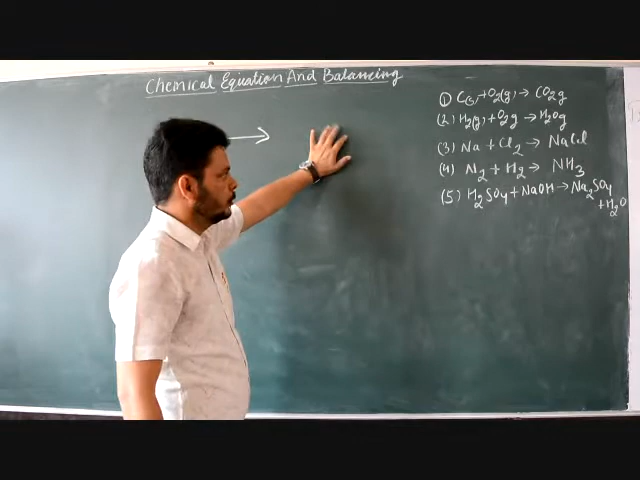 Chemical Equation And Balancing
① C(s)+O₂(g)→ CO₂g
(2) H₂(g)+O₂g →H₂Og
(3) Na + Cl₂ → NaCl
(4) N₂ + H₂→ NH₃
(5) H₂SO₄+NaOH→Na₂SO₄
+H₂O